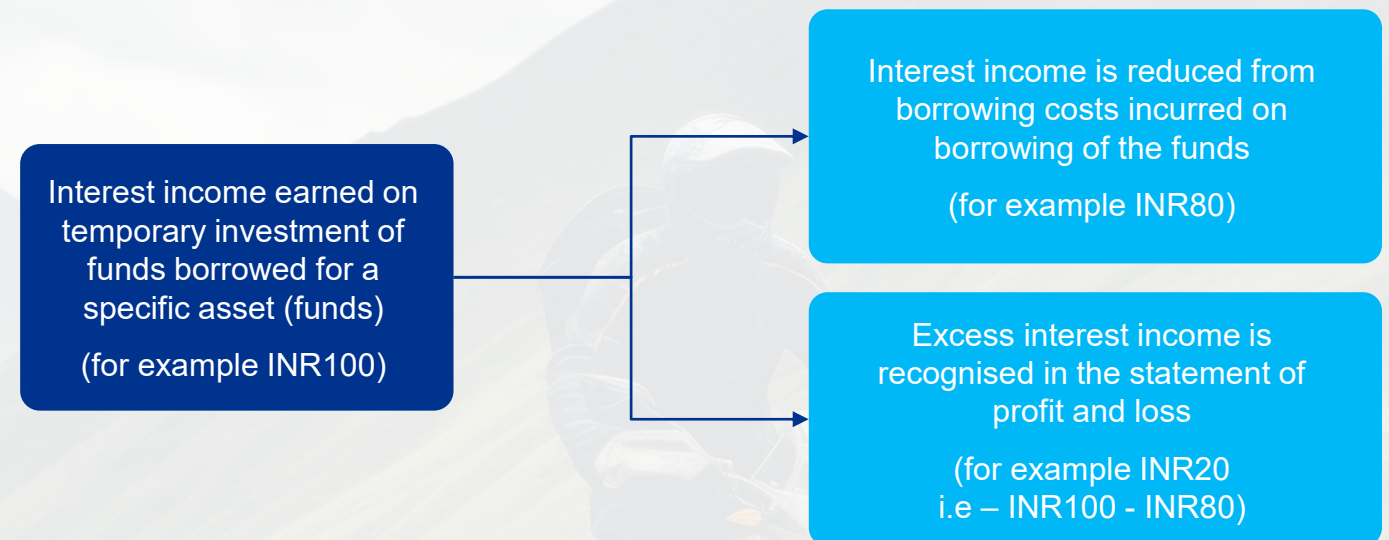 Interest income earned on
temporary investment of
funds borrowed for a
specific asset (funds)
(for example INR100)
Interest income is reduced from
borrowing costs incurred on
borrowing of the funds
(for example INR80)
Excess interest income is
recognised in the statement of
profit and loss
(for example INR20
i.e – INR100 - INR80)